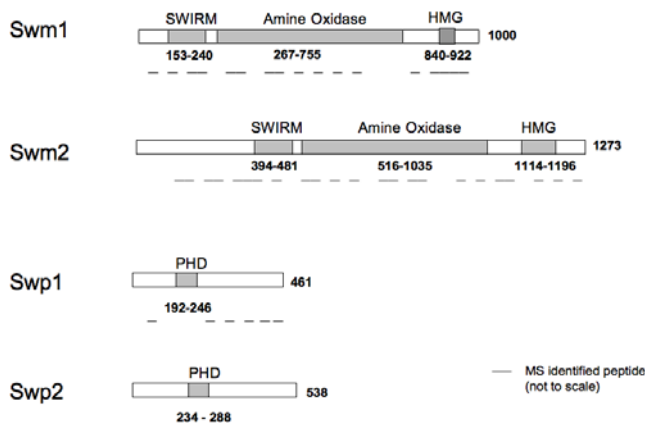 Swm1
SWIRM Amine Oxidase HMG
1000
153-240 267-755 840-922
Swm2
SWIRM Amine Oxidase HMG
1273
394-481 516-1035 1114-1196
Swp1
PHD
461
192-246
Swp2
PHD
538
234 - 288
MS identified peptide
(not to scale)